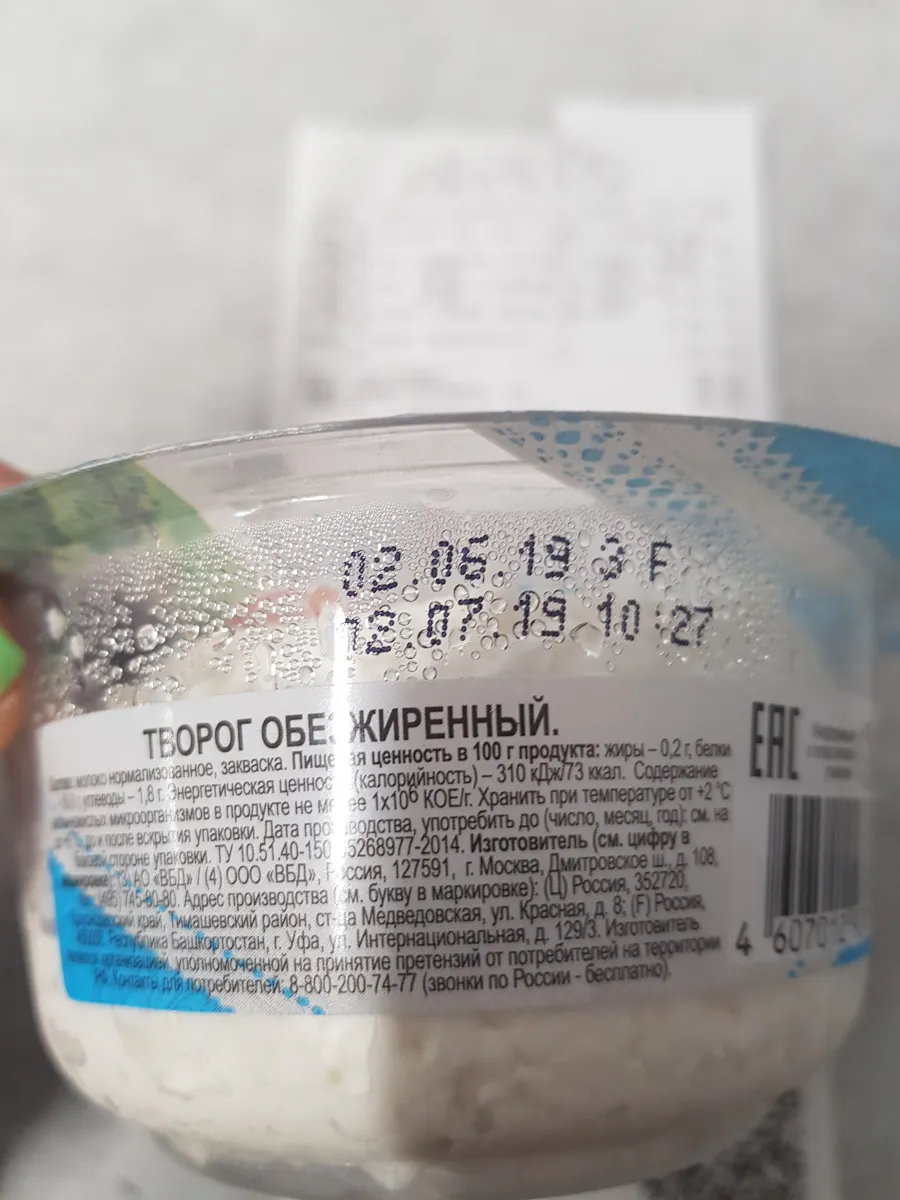 .05.19 3 F
.07.19 10:27
ТВОРОГ ОБЕЗЖИРЕННЫЙ.
молоко нормализованное, закваска. Пищевая ценность в 100 г продукта: жиры – 0,2 г, белки
углеводы – 1,8 г. Энергетическая ценность (калорийность) – 310 кДж/73 ккал. Содержание
микроорганизмов в продукте не менее 1х10⁶ КОЕ/г. Хранить при температуре от +2 °С
до и после вскрытия упаковки. Дата производства, употребить до (число, месяц, год): см. на
стороне упаковки. ТУ 10.51.40-150 5268977-2014. Изготовитель (см. цифру в
(3) АО «ВБД» / (4) ООО «ВБД», Россия, 127591, г. Москва, Дмитровское ш., д. 108,
(495) 745-80-80. Адрес производства (см. букву в маркировке): (Ц) Россия, 352720,
край, Тимашевский район, ст-ца Медведовская, ул. Красная, д. 8; (F) Россия,
Республика Башкортостан, г. Уфа, ул. Интернациональная, д. 129/3. Изготовитель
организацией, уполномоченной на принятие претензий от потребителей на территории
РФ. Контакты для потребителей: 8-800-200-74-77 (звонки по России - бесплатно).
EAC
4 607012